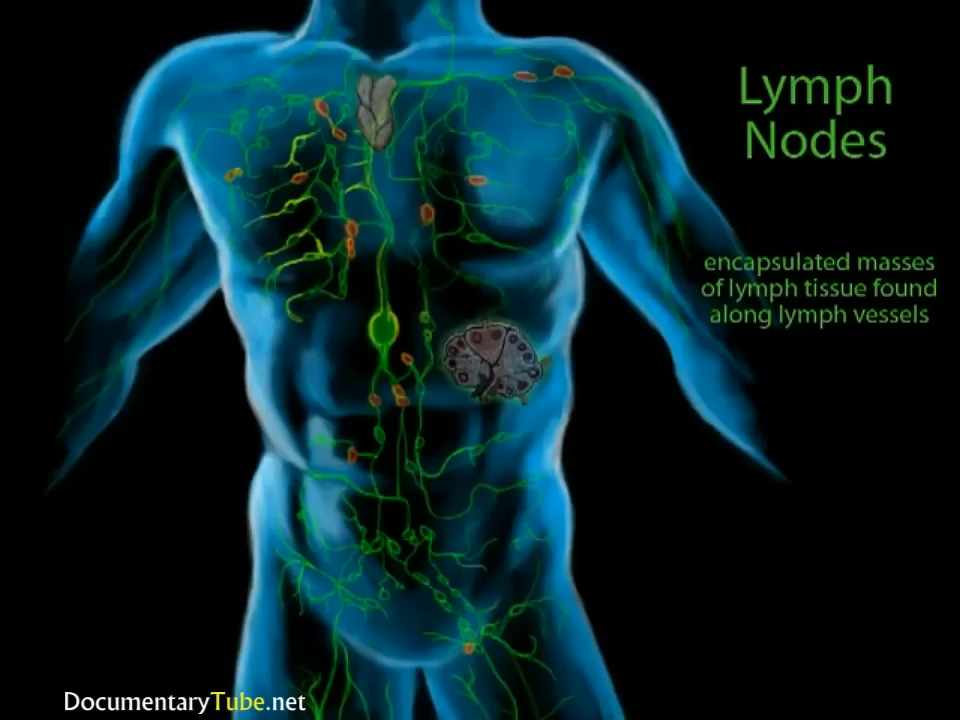 Lymph
Nodes
encapsulated masses
of lymph tissue found
along lymph vessels
DocumentaryTube.net